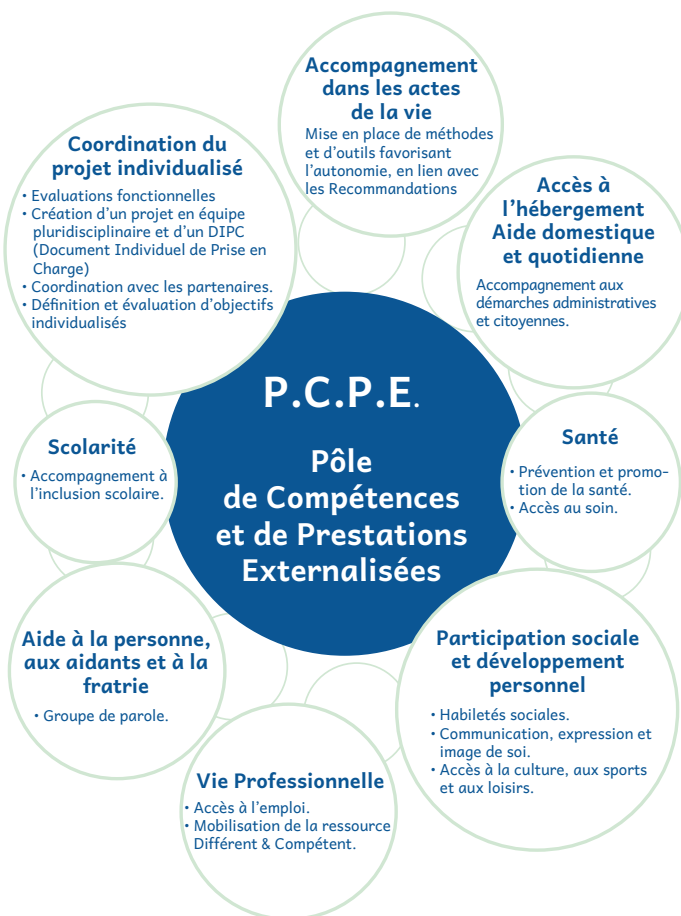 Accompagnement
dans les actes
de la vie
Mise en place de méthodes
et d'outils favorisant
l'autonomie, en lien avec
les Recommandations
Coordination du
projet individualisé
• Evaluations fonctionnelles
• Création d'un projet en équipe
pluridisciplinaire et d'un DIPC
(Document Individuel de Prise en
Charge)
• Coordination avec les partenaires.
• Définition et évaluation d'objectifs
individualisés
Accès à
l'hébergement
Aide domestique
et quotidienne
Accompagnement aux
démarches administratives
et citoyennes.
P.C.P.E.
Pôle
de Compétences
et de Prestations
Externalisées
Scolarité
• Accompagnement à
l'inclusion scolaire.
Santé
• Prévention et promo-
tion de la santé.
• Accès au soin.
Aide à la personne,
aux aidants et à la
fratrie
• Groupe de parole.
Participation sociale
et développement
personnel
• Habiletés sociales.
• Communication, expression et
image de soi.
• Accès à la culture, aux sports
et aux loisirs.
Vie Professionnelle
• Accès à l'emploi.
• Mobilisation de la ressource
Différent & Compétent.